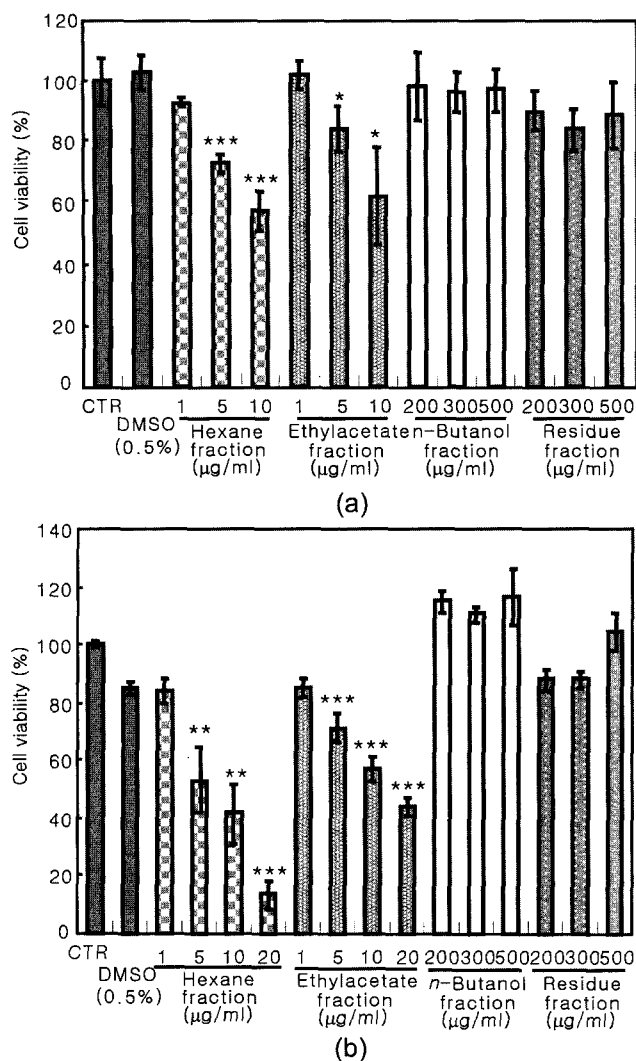 120
100
80
60
40
20
0
Cell viability (%)
***
***
*
*
CTR
DMSO
(0.5%)
1 5 10
Hexane
fraction
(μg/ml)
1 5 10
Ethylacetate
fraction
(μg/ml)
200 300 500
n-Butanol
fraction
(μg/ml)
200 300 500
Residue
fraction
(μg/ml)
(a)
140
120
100
80
60
40
20
0
Cell viability (%)
**
**
***
***
***
***
CTR
DMSO
(0.5%)
1 5 10 20
Hexane
fraction
(μg/ml)
1 5 10 20
Ethylacetate
fraction
(μg/ml)
200 300 500
n-Butanol
fraction
(μg/ml)
200 300 500
Residue
fraction
(μg/ml)
(b)